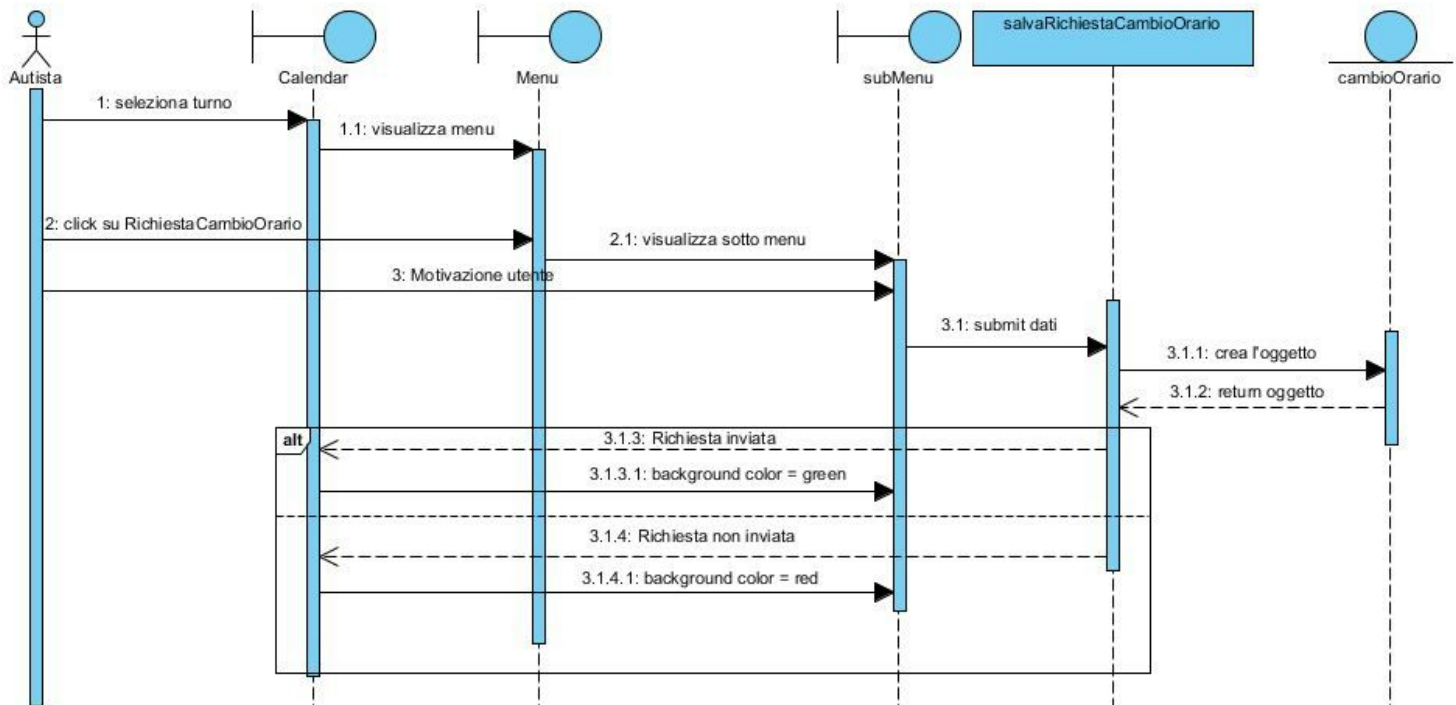 salvaRichiestaCambioOrario
Autista
Calendar
Menu
subMenu
cambioOrario
1: seleziona turno
1.1: visualizza menu
2: click su RichiestaCambioOrario
2.1: visualizza sotto menu
3: Motivazione utente
3.1: submit dati
3.1.1: crea l'oggetto
3.1.2: return oggetto
alt
3.1.3: Richiesta inviata
3.1.3.1: background color = green
3.1.4: Richiesta non inviata
3.1.4.1: background color = red